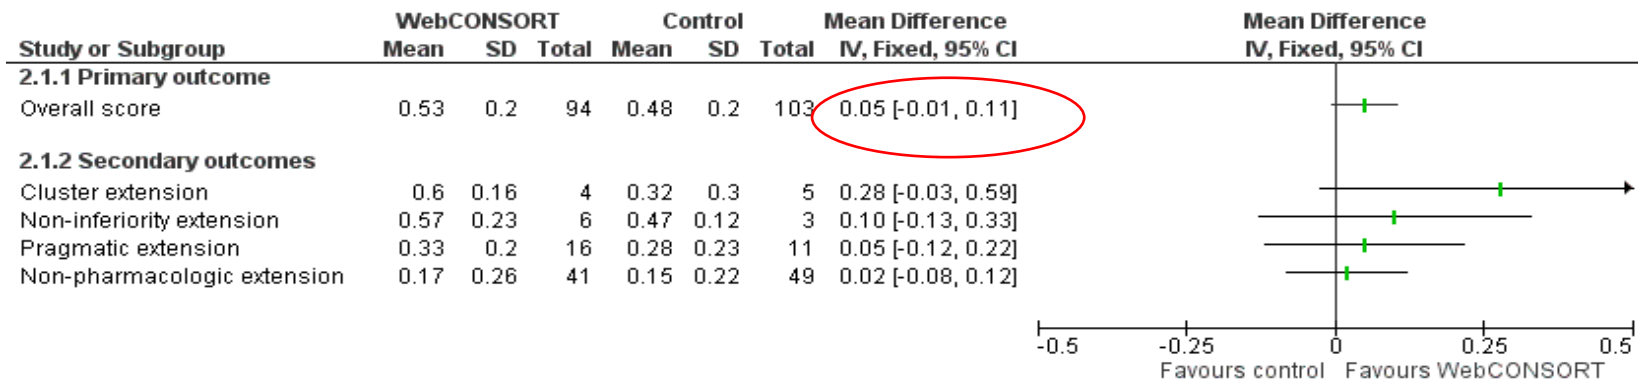 WebCONSORT Control Mean Difference Mean Difference
Study or Subgroup Mean SD Total Mean SD Total IV, Fixed, 95% CI IV, Fixed, 95% CI
2.1.1 Primary outcome
Overall score 0.53 0.2 94 0.48 0.2 103 0.05 [-0.01, 0.11]
2.1.2 Secondary outcomes
Cluster extension 0.6 0.16 4 0.32 0.3 5 0.28 [-0.03, 0.59]
Non-inferiority extension 0.57 0.23 6 0.47 0.12 3 0.10 [-0.13, 0.33]
Pragmatic extension 0.33 0.2 16 0.28 0.23 11 0.05 [-0.12, 0.22]
Non-pharmacologic extension 0.17 0.26 41 0.15 0.22 49 0.02 [-0.08, 0.12]
-0.5 -0.25 0 0.25 0.5
Favours control Favours WebCONSORT